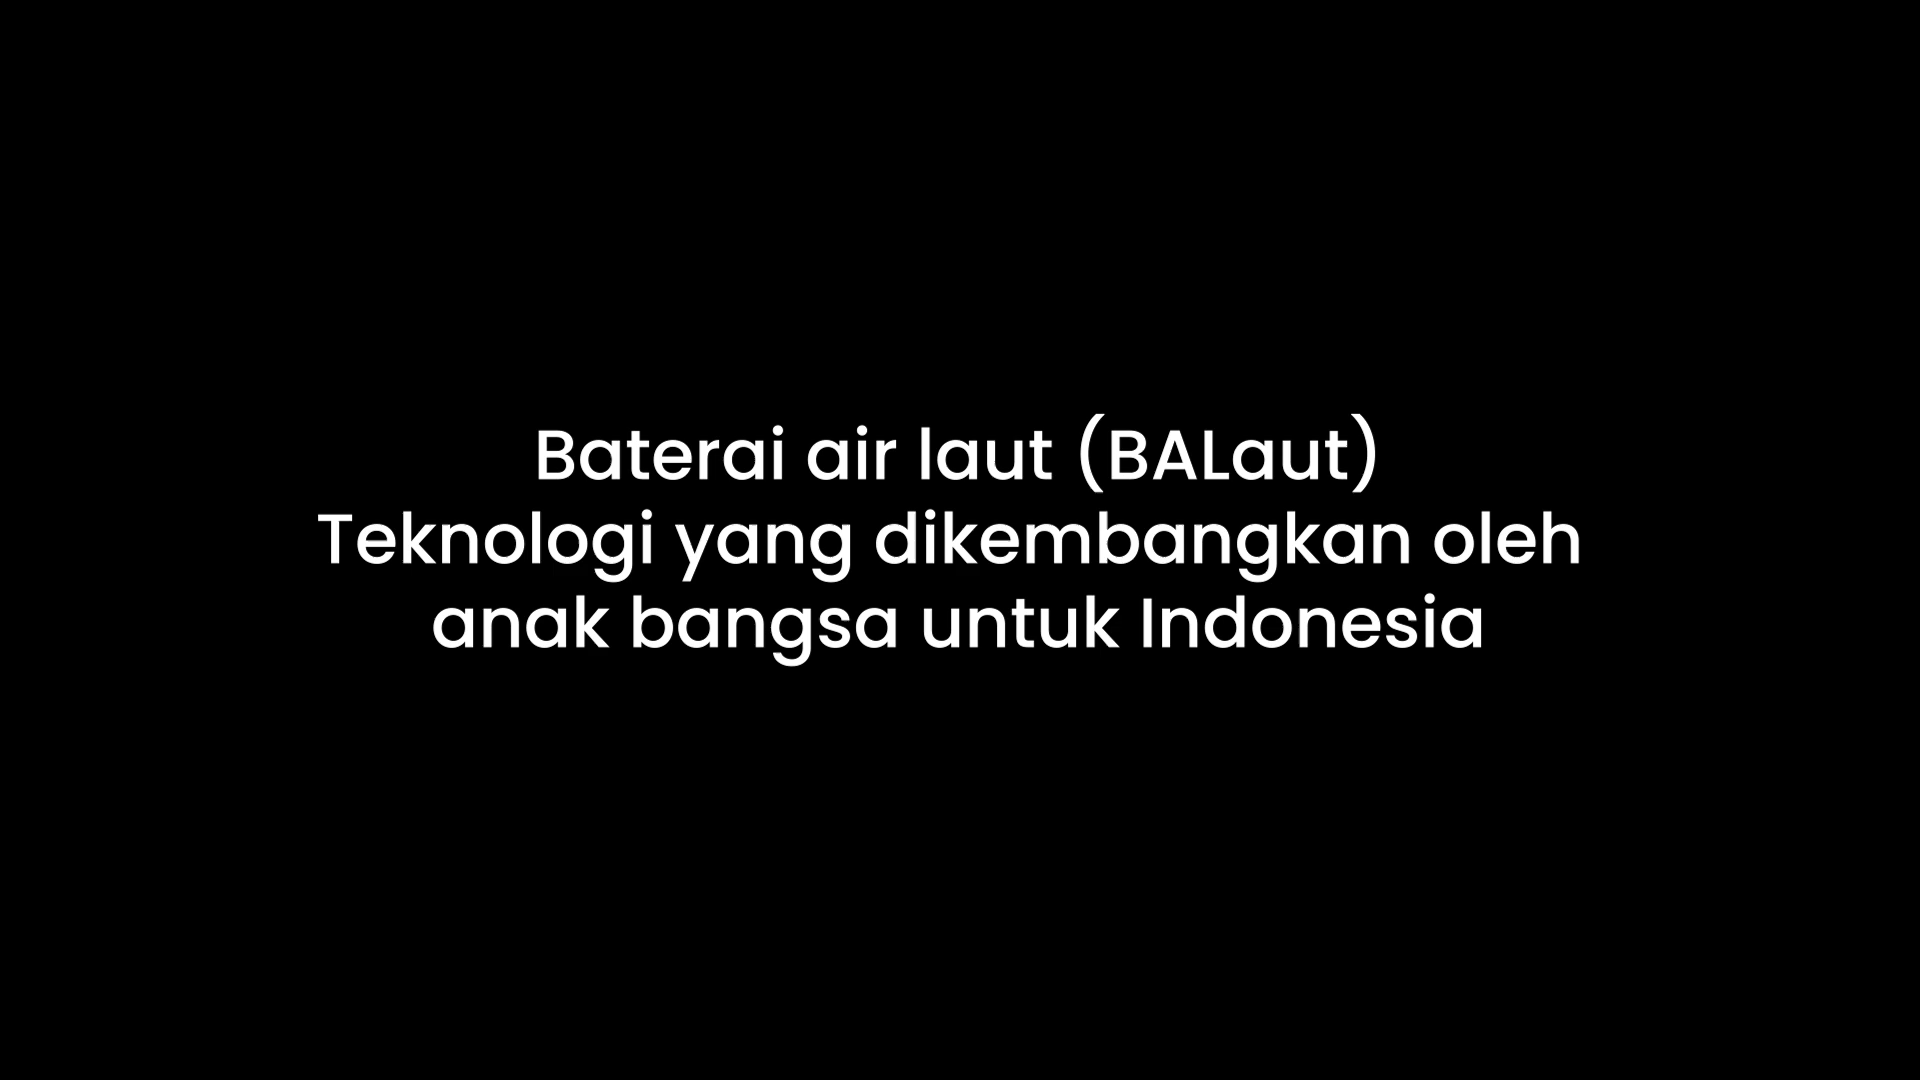 Baterai air laut (BALaut)
Teknologi yang dikembangkan oleh
anak bangsa untuk Indonesia